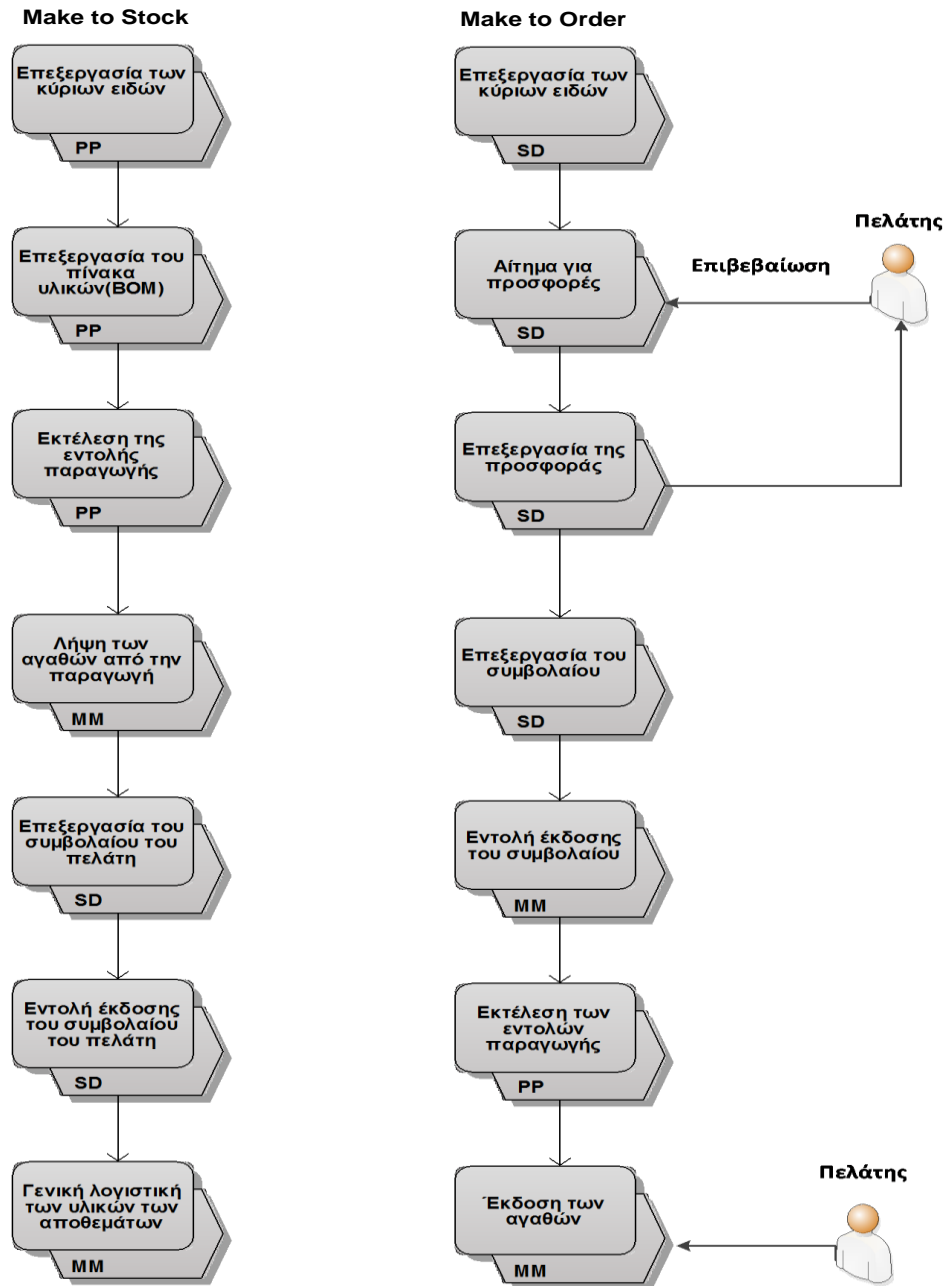 Make to Stock
Επεξεργασία των
κύριων ειδών
PP
Επεξεργασία του
πίνακα
υλικών(BOM)
PP
Εκτέλεση της
εντολής
παραγωγής
PP
Λήψη των
αγαθών από την
παραγωγή
MM
Επεξεργασία του
συμβολαίου του
πελάτη
SD
Εντολή έκδοσης
του συμβολαίου
του πελάτη
SD
Γενική λογιστική
των υλικών των
αποθεμάτων
MM
Make to Order
Επεξεργασία των
κύριων ειδών
SD
Αίτημα για
προσφορές
SD
Επιβεβαίωση
Πελάτης
Επεξεργασία της
προσφοράς
SD
Επεξεργασία του
συμβολαίου
SD
Εντολή έκδοσης
του συμβολαίου
MM
Εκτέλεση των
εντολών
παραγωγής
PP
Έκδοση των
αγαθών
MM
Πελάτης